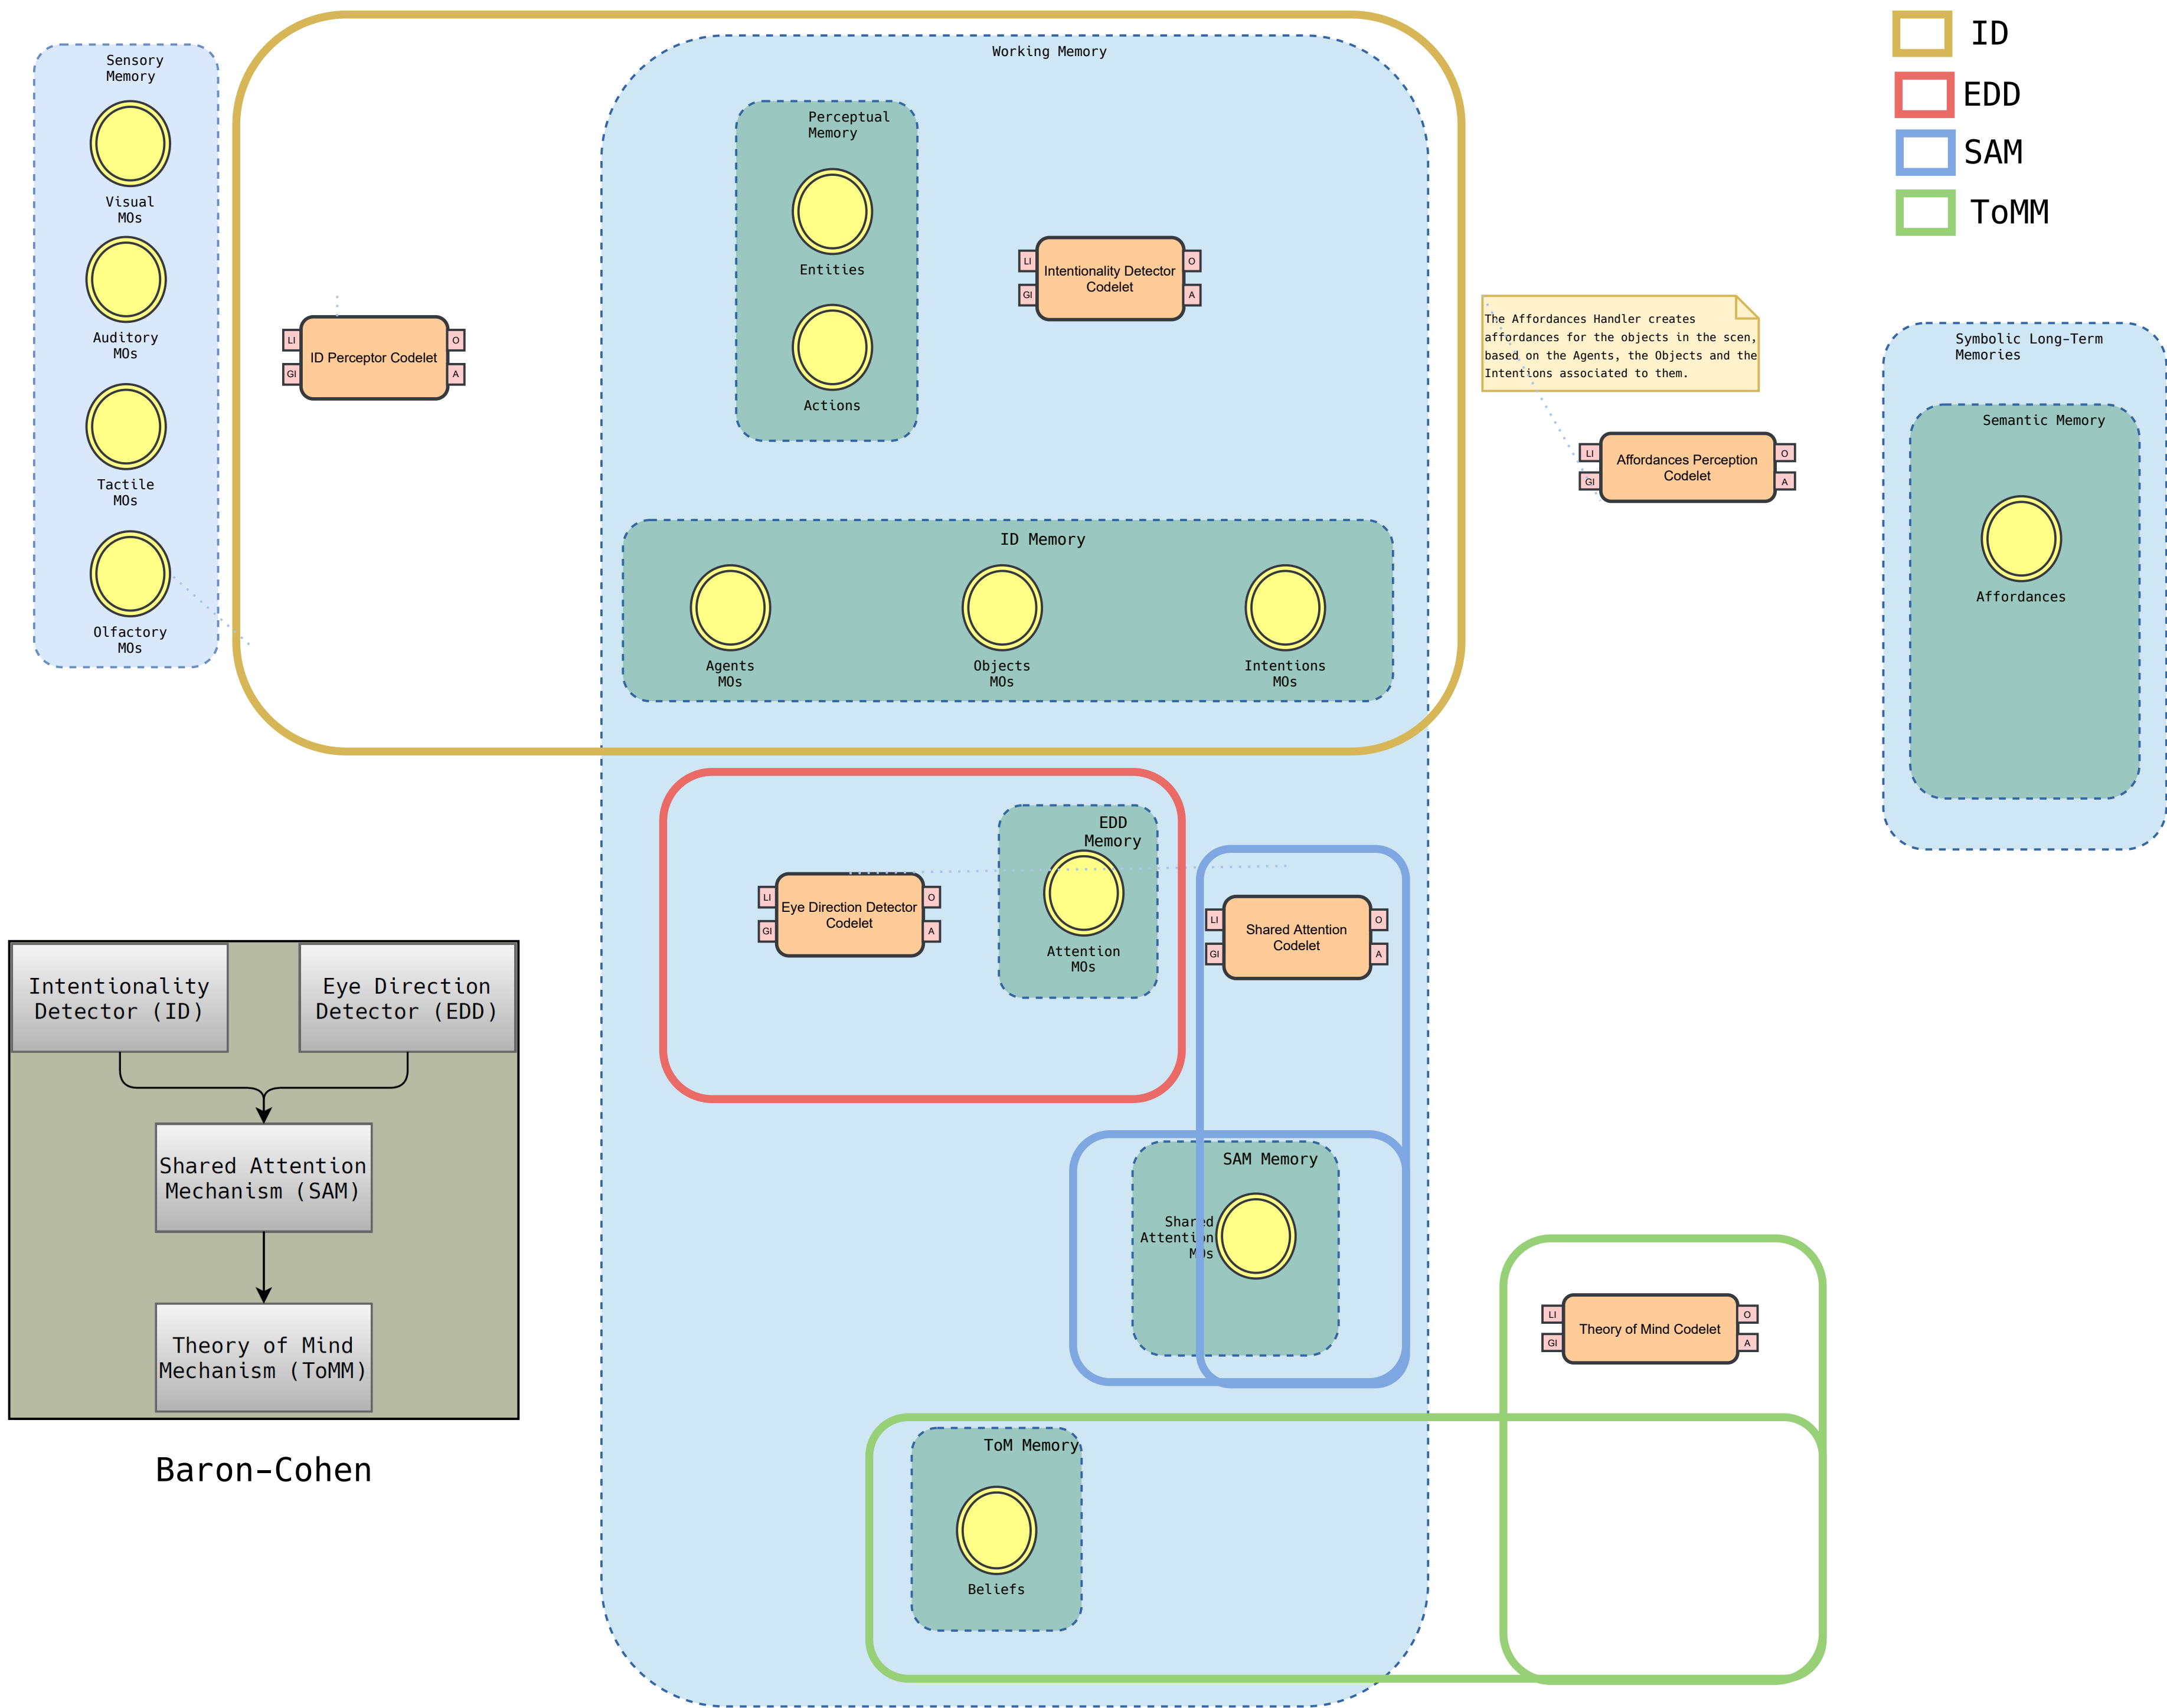 Sensory
Memory
Visual
MOs
Auditory
MOs
Tactile
MOs
Olfactory
MOs
LI
GI
ID Perceptor Codelet
O
A
Working Memory
Perceptual
Memory
Entities
Actions
LI
GI
Intentionality Detector
Codelet
O
A
ID Memory
Agents
MOs
Objects
MOs
Intentions
MOs
ID
EDD
SAM
ToMM
The Affordances Handler creates
affordances for the objects in the scen,
based on the Agents, the Objects and the
Intentions associated to them.
LI
GI
Affordances Perception
Codelet
O
A
Symbolic Long-Term
Memories
Semantic Memory
Affordances
EDD
Memory
LI
GI
Eye Direction Detector
Codelet
O
A
Attention
MOs
LI
GI
Shared Attention
Codelet
O
A
Intentionality
Detector (ID)
Eye Direction
Detector (EDD)
Shared Attention
Mechanism (SAM)
Theory of Mind
Mechanism (ToMM)
Baron-Cohen
SAM Memory
Shared
Attention
MOs
LI
GI
Theory of Mind Codelet
O
A
ToM Memory
Beliefs